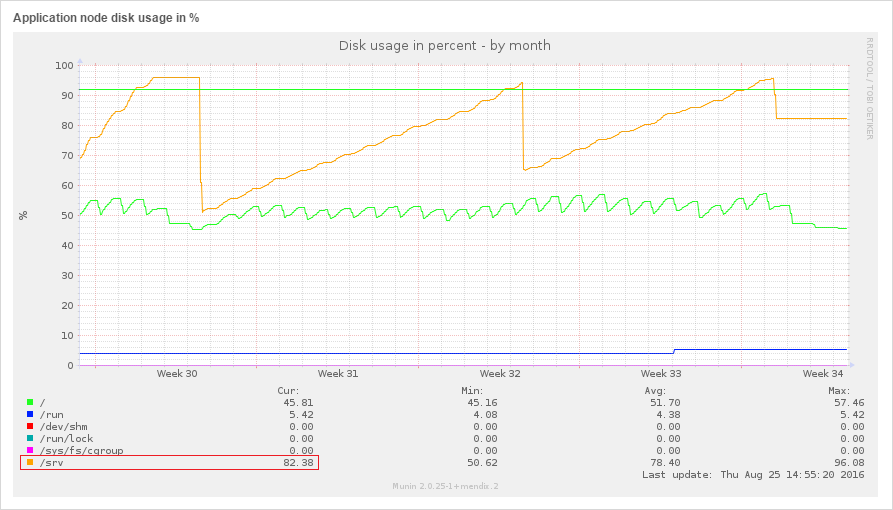 Application node disk usage in %
Disk usage in percent - by month
RRDTOOL / TOBI OETIKER
%
100
90
80
70
60
50
40
30
20
10
0
Week 30 Week 31 Week 32 Week 33 Week 34
Cur: Min: Avg: Max:
/ 45.81 45.16 51.70 57.46
/run 5.42 4.08 4.38 5.42
/dev/shm 0.00 0.00 0.00 0.00
/run/lock 0.00 0.00 0.00 0.00
/sys/fs/cgroup 0.00 0.00 0.00 0.00
/srv 82.38 50.62 78.40 96.08
Last update: Thu Aug 25 14:55:20 2016
Munin 2.0.25-1+mendix.2